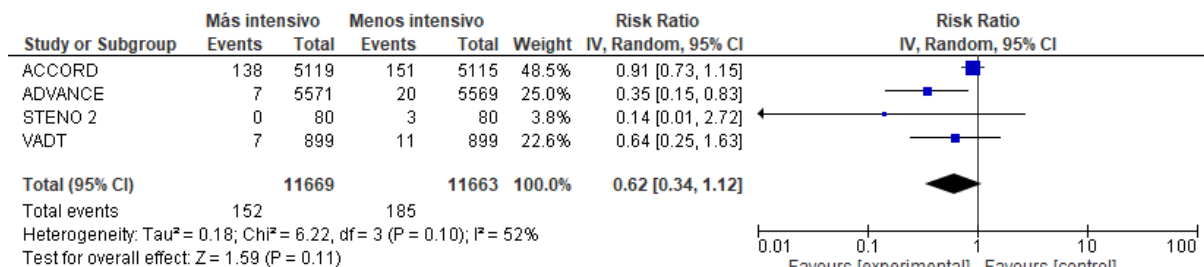 Más intensivo Menos intensivo Risk Ratio Risk Ratio
Study or Subgroup Events Total Events Total Weight IV, Random, 95% CI IV, Random, 95% CI
ACCORD 138 5119 151 5115 48.5% 0.91 [0.73, 1.15]
ADVANCE 7 5571 20 5569 25.0% 0.35 [0.15, 0.83]
STENO 2 0 80 3 80 3.8% 0.14 [0.01, 2.72]
VADT 7 899 11 899 22.6% 0.64 [0.25, 1.63]
Total (95% CI) 11669 11663 100.0% 0.62 [0.34, 1.12]
Total events 152 185
Heterogeneity: Tau² = 0.18; Chi² = 6.22, df = 3 (P = 0.10); I² = 52%
Test for overall effect: Z = 1.59 (P = 0.11)
0.01 0.1 1 10 100
Favours [experimental] Favours [control]